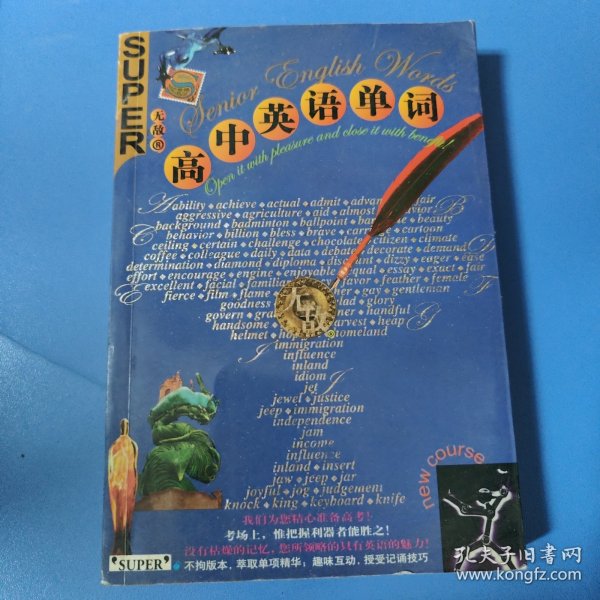 SUPER
无敌®
Senior English Words
高中英语单词
Open it with pleasure and close it with benefit!
A
ability ◆ achieve ◆ actual ◆ admit ◆ fair
aggressive ◆ agriculture ◆ aid ◆ almost
B
background ◆ badminton ◆ ballpoint ◆ beauty
C
behavior ◆ billion ◆ bless ◆ brave ◆ cartoon
ceiling ◆ certain ◆ challenge ◆ chocolate ◆ citizen ◆ climate
coffee ◆ colleague ◆ daily ◆ data ◆ debate ◆ decorate ◆ demand
determination ◆ diamond ◆ diploma ◆ discount ◆ dizzy ◆ eager ◆ ease
effort ◆ encourage ◆ engine ◆ enjoyable ◆ equal ◆ essay ◆ exact ◆ fair
E
excellent ◆ facial ◆ favor ◆ feather ◆ female
F
fierce ◆ film ◆ flame ◆ gay ◆ gentleman
goodness ◆ glory
govern ◆ handful
G
handsome ◆ harvest ◆ heap
helmet ◆ homeland
无敌
I
immigration
influence
inland
idiom
jet
J
jewel ◆ justice
jeep ◆ immigration
independence
jam
income
influence
inland ◆ insert
jaw ◆ jeep ◆ jar
joyful ◆ jog ◆ judgement
knock ◆ king ◆ keyboard ◆ knife
new course
我们为您精心准备高考!
考场上，惟把握利器者能胜之!
没有枯燥的记忆，您所领略的只有英语的魅力!
不拘版本，萃取单项精华；趣味互动，授受记诵技巧
'SUPER'
孔夫子旧书网
www.kongfz.com